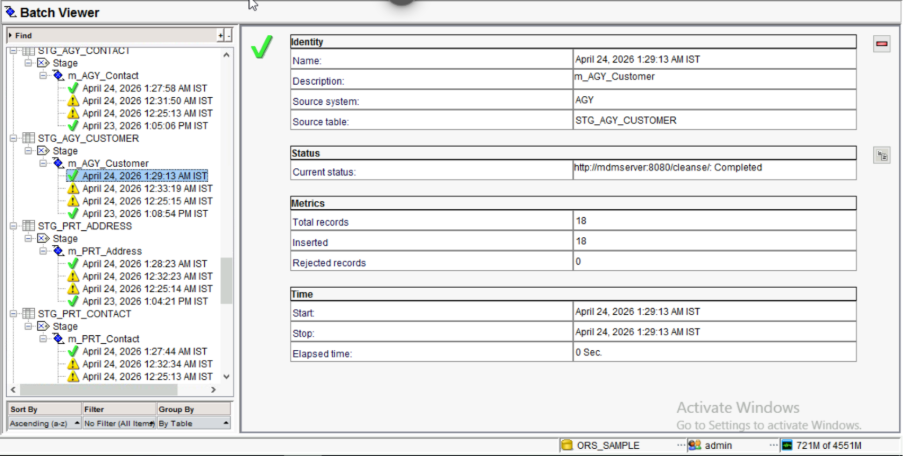 Batch Viewer
Find
+ -
STG_AGY_CONTACT
Stage
m_AGY_Contact
April 24, 2026 1:27:58 AM IST
April 24, 2026 12:31:50 AM IST
April 24, 2026 12:25:13 AM IST
April 23, 2026 1:05:06 PM IST
STG_AGY_CUSTOMER
Stage
m_AGY_Customer
April 24, 2026 1:29:13 AM IST
April 24, 2026 12:33:19 AM IST
April 24, 2026 12:25:15 AM IST
April 23, 2026 1:08:54 PM IST
STG_PRT_ADDRESS
Stage
m_PRT_Address
April 24, 2026 1:28:23 AM IST
April 24, 2026 12:32:23 AM IST
April 24, 2026 12:25:14 AM IST
April 23, 2026 1:04:21 PM IST
STG_PRT_CONTACT
Stage
m_PRT_Contact
April 24, 2026 1:27:44 AM IST
April 24, 2026 12:32:34 AM IST
April 24, 2026 12:25:13 AM IST
Sort By Filter Group By
Ascending (a-z) No Filter (All Items) By Table
Identity
Name: April 24, 2026 1:29:13 AM IST
Description: m_AGY_Customer
Source system: AGY
Source table: STG_AGY_CUSTOMER
Status
Current status: http://mdmserver:8080/cleanse/: Completed
Metrics
Total records 18
Inserted 18
Rejected records 0
Time
Start: April 24, 2026 1:29:13 AM IST
Stop: April 24, 2026 1:29:13 AM IST
Elapsed time: 0 Sec.
Activate Windows
Go to Settings to activate Windows.
ORS_SAMPLE admin 721M of 4551M